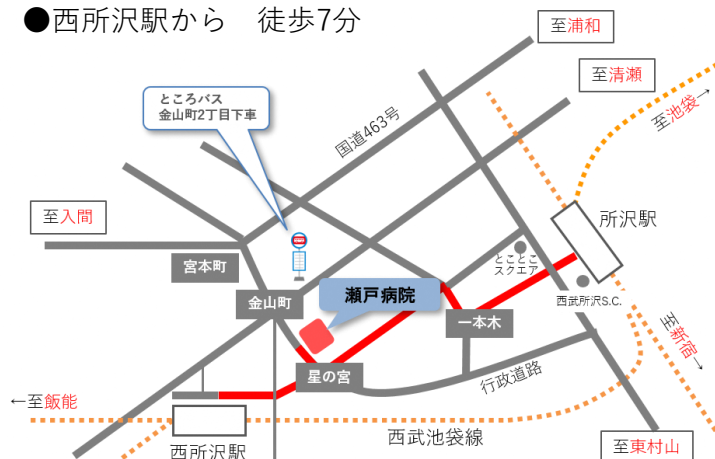 ●西所沢駅から　徒歩7分
至浦和
至清瀬
至池袋→
ところバス
金山町2丁目下車
国道463号
至入間
所沢駅
とことこ
スクエア
宮本町
西武所沢S.C.
瀬戸病院
金山町
一本木
至新宿→
星の宮
行政道路
←至飯能
西武池袋線
西所沢駅
至東村山